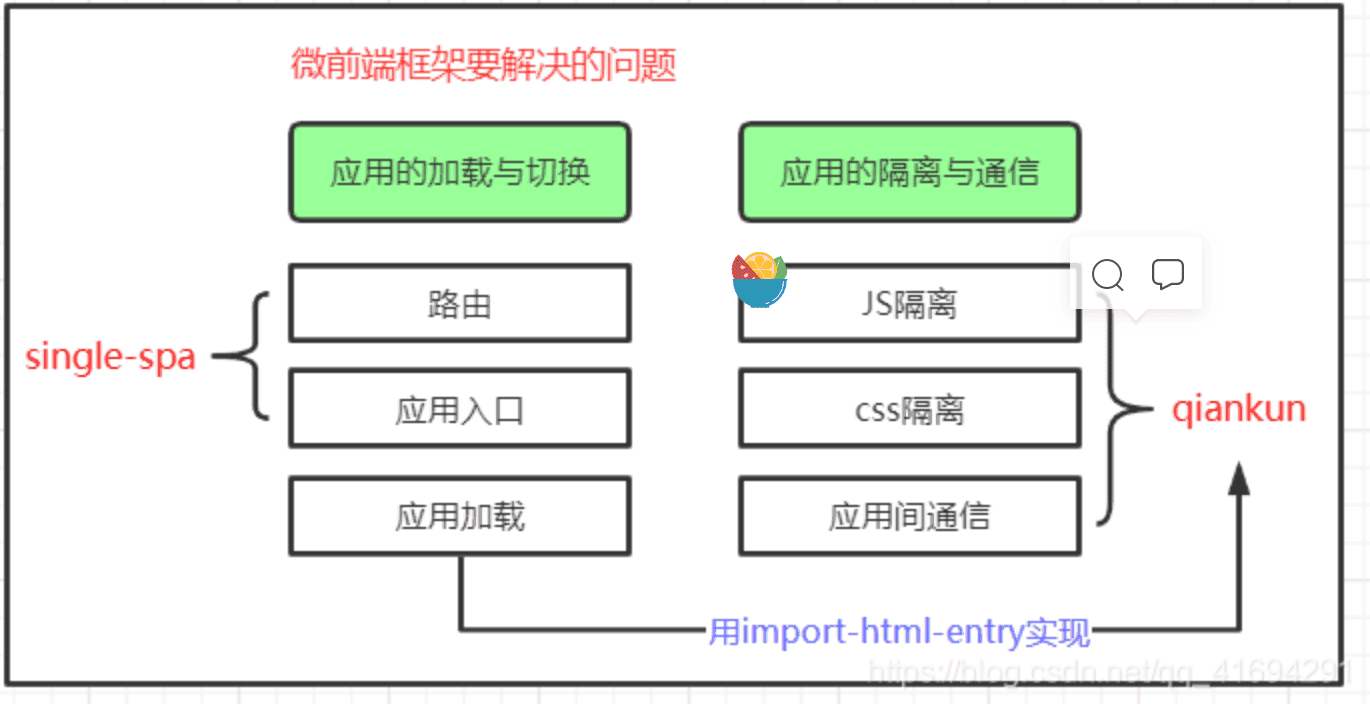 微前端框架要解决的问题
应用的加载与切换
应用的隔离与通信
single-spa
路由
应用入口
应用加载
JS隔离
css隔离
应用间通信
qiankun
用import-html-entry实现
https://blog.csdn.net/qq_41694291